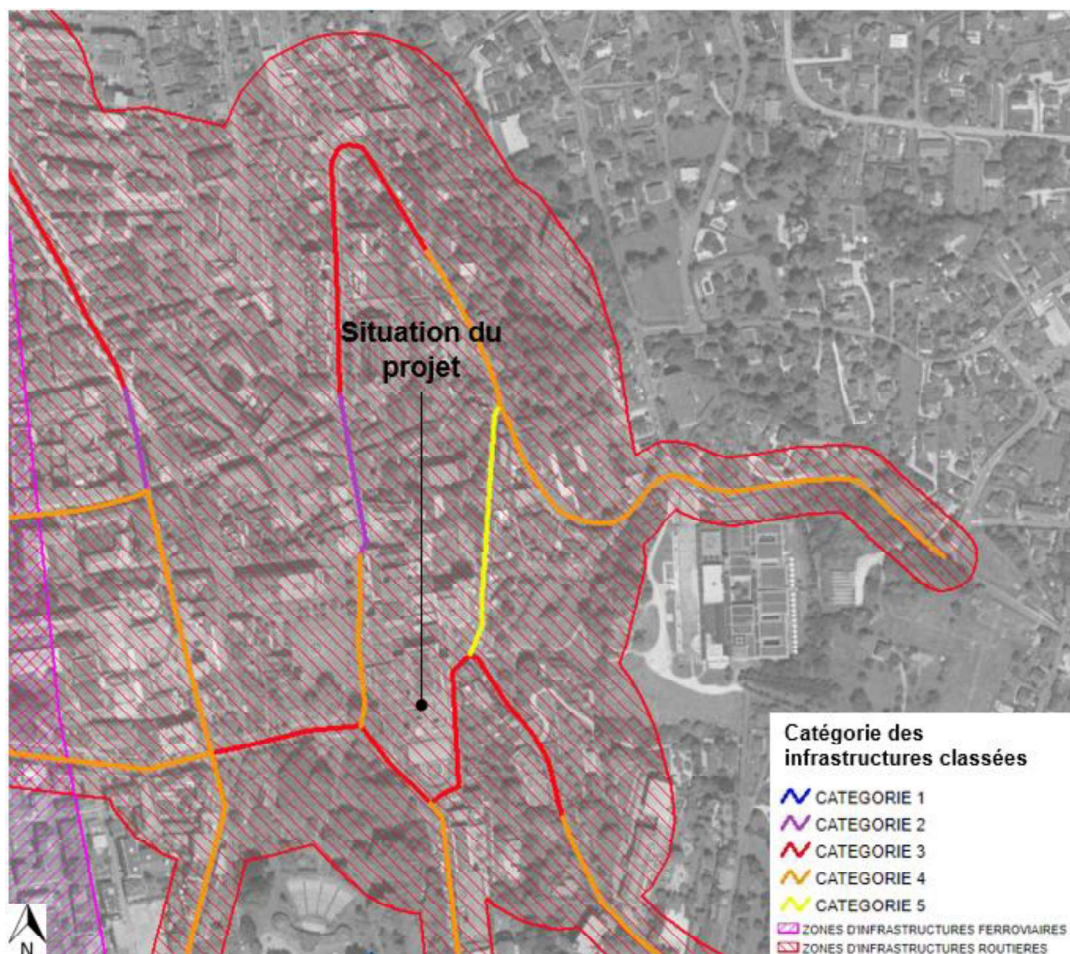 Situation du
projet
Catégorie des
infrastructures classées
CATEGORIE 1
CATEGORIE 2
CATEGORIE 3
CATEGORIE 4
CATEGORIE 5
ZONES D'INFRASTRUCTURES FERROVIAIRES
ZONES D'INFRASTRUCTURES ROUTIERES
N